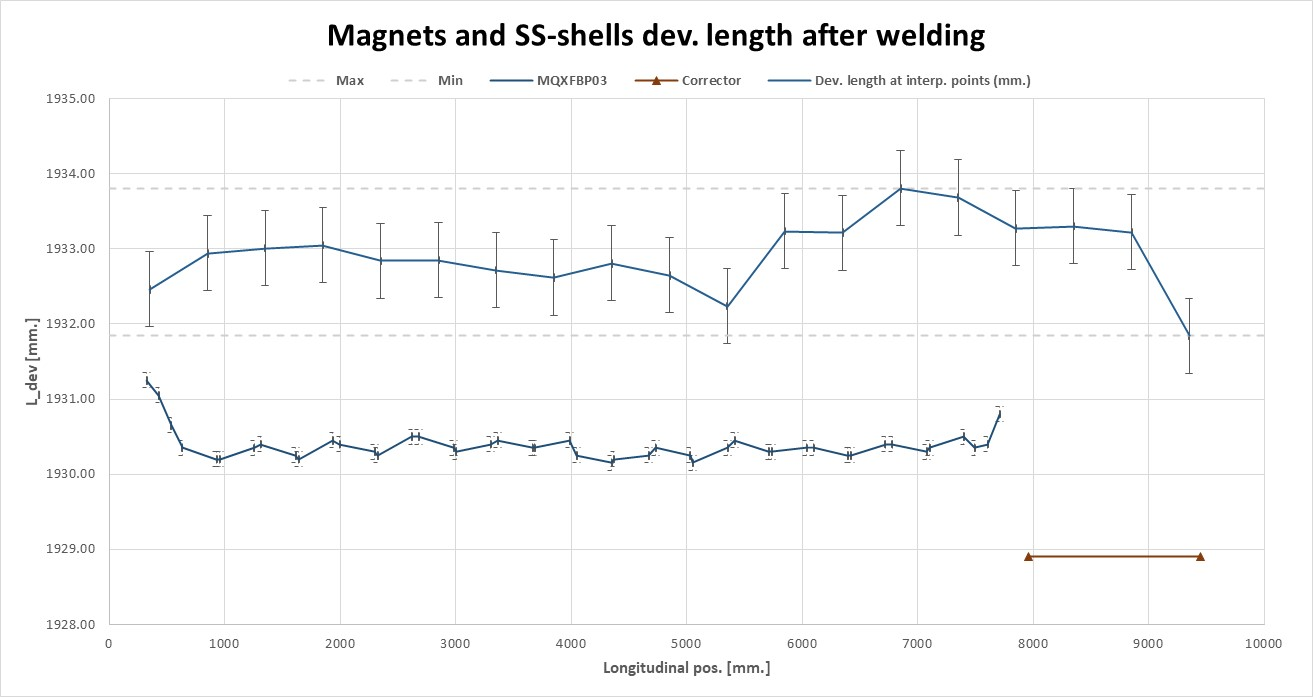 Magnets and SS-shells dev. length after welding
Max Min MQXFBP03 Corrector Dev. length at interp. points (mm.)
1935.00
1934.00
1933.00
1932.00
1931.00
1930.00
1929.00
1928.00
L_dev [mm.]
0 1000 2000 3000 4000 5000 6000 7000 8000 9000 10000
Longitudinal pos. [mm.]